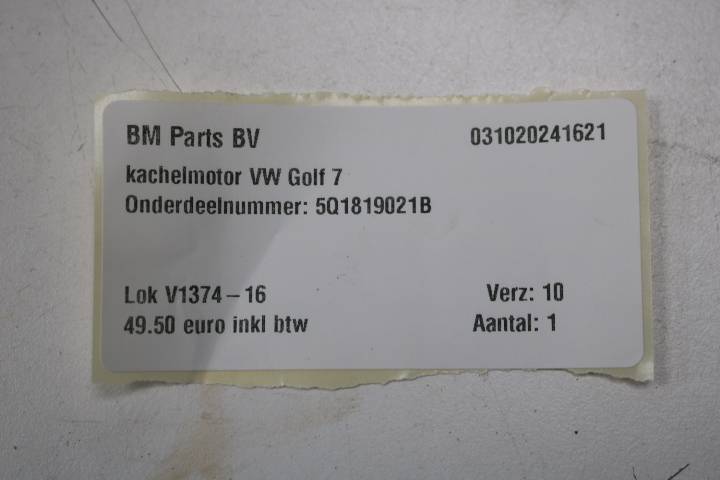 BM Parts BV 031020241621
kachelmotor VW Golf 7
Onderdeelnummer: 5Q1819021B
Lok V1374-16 Verz: 10
49.50 euro inkl btw Aantal: 1